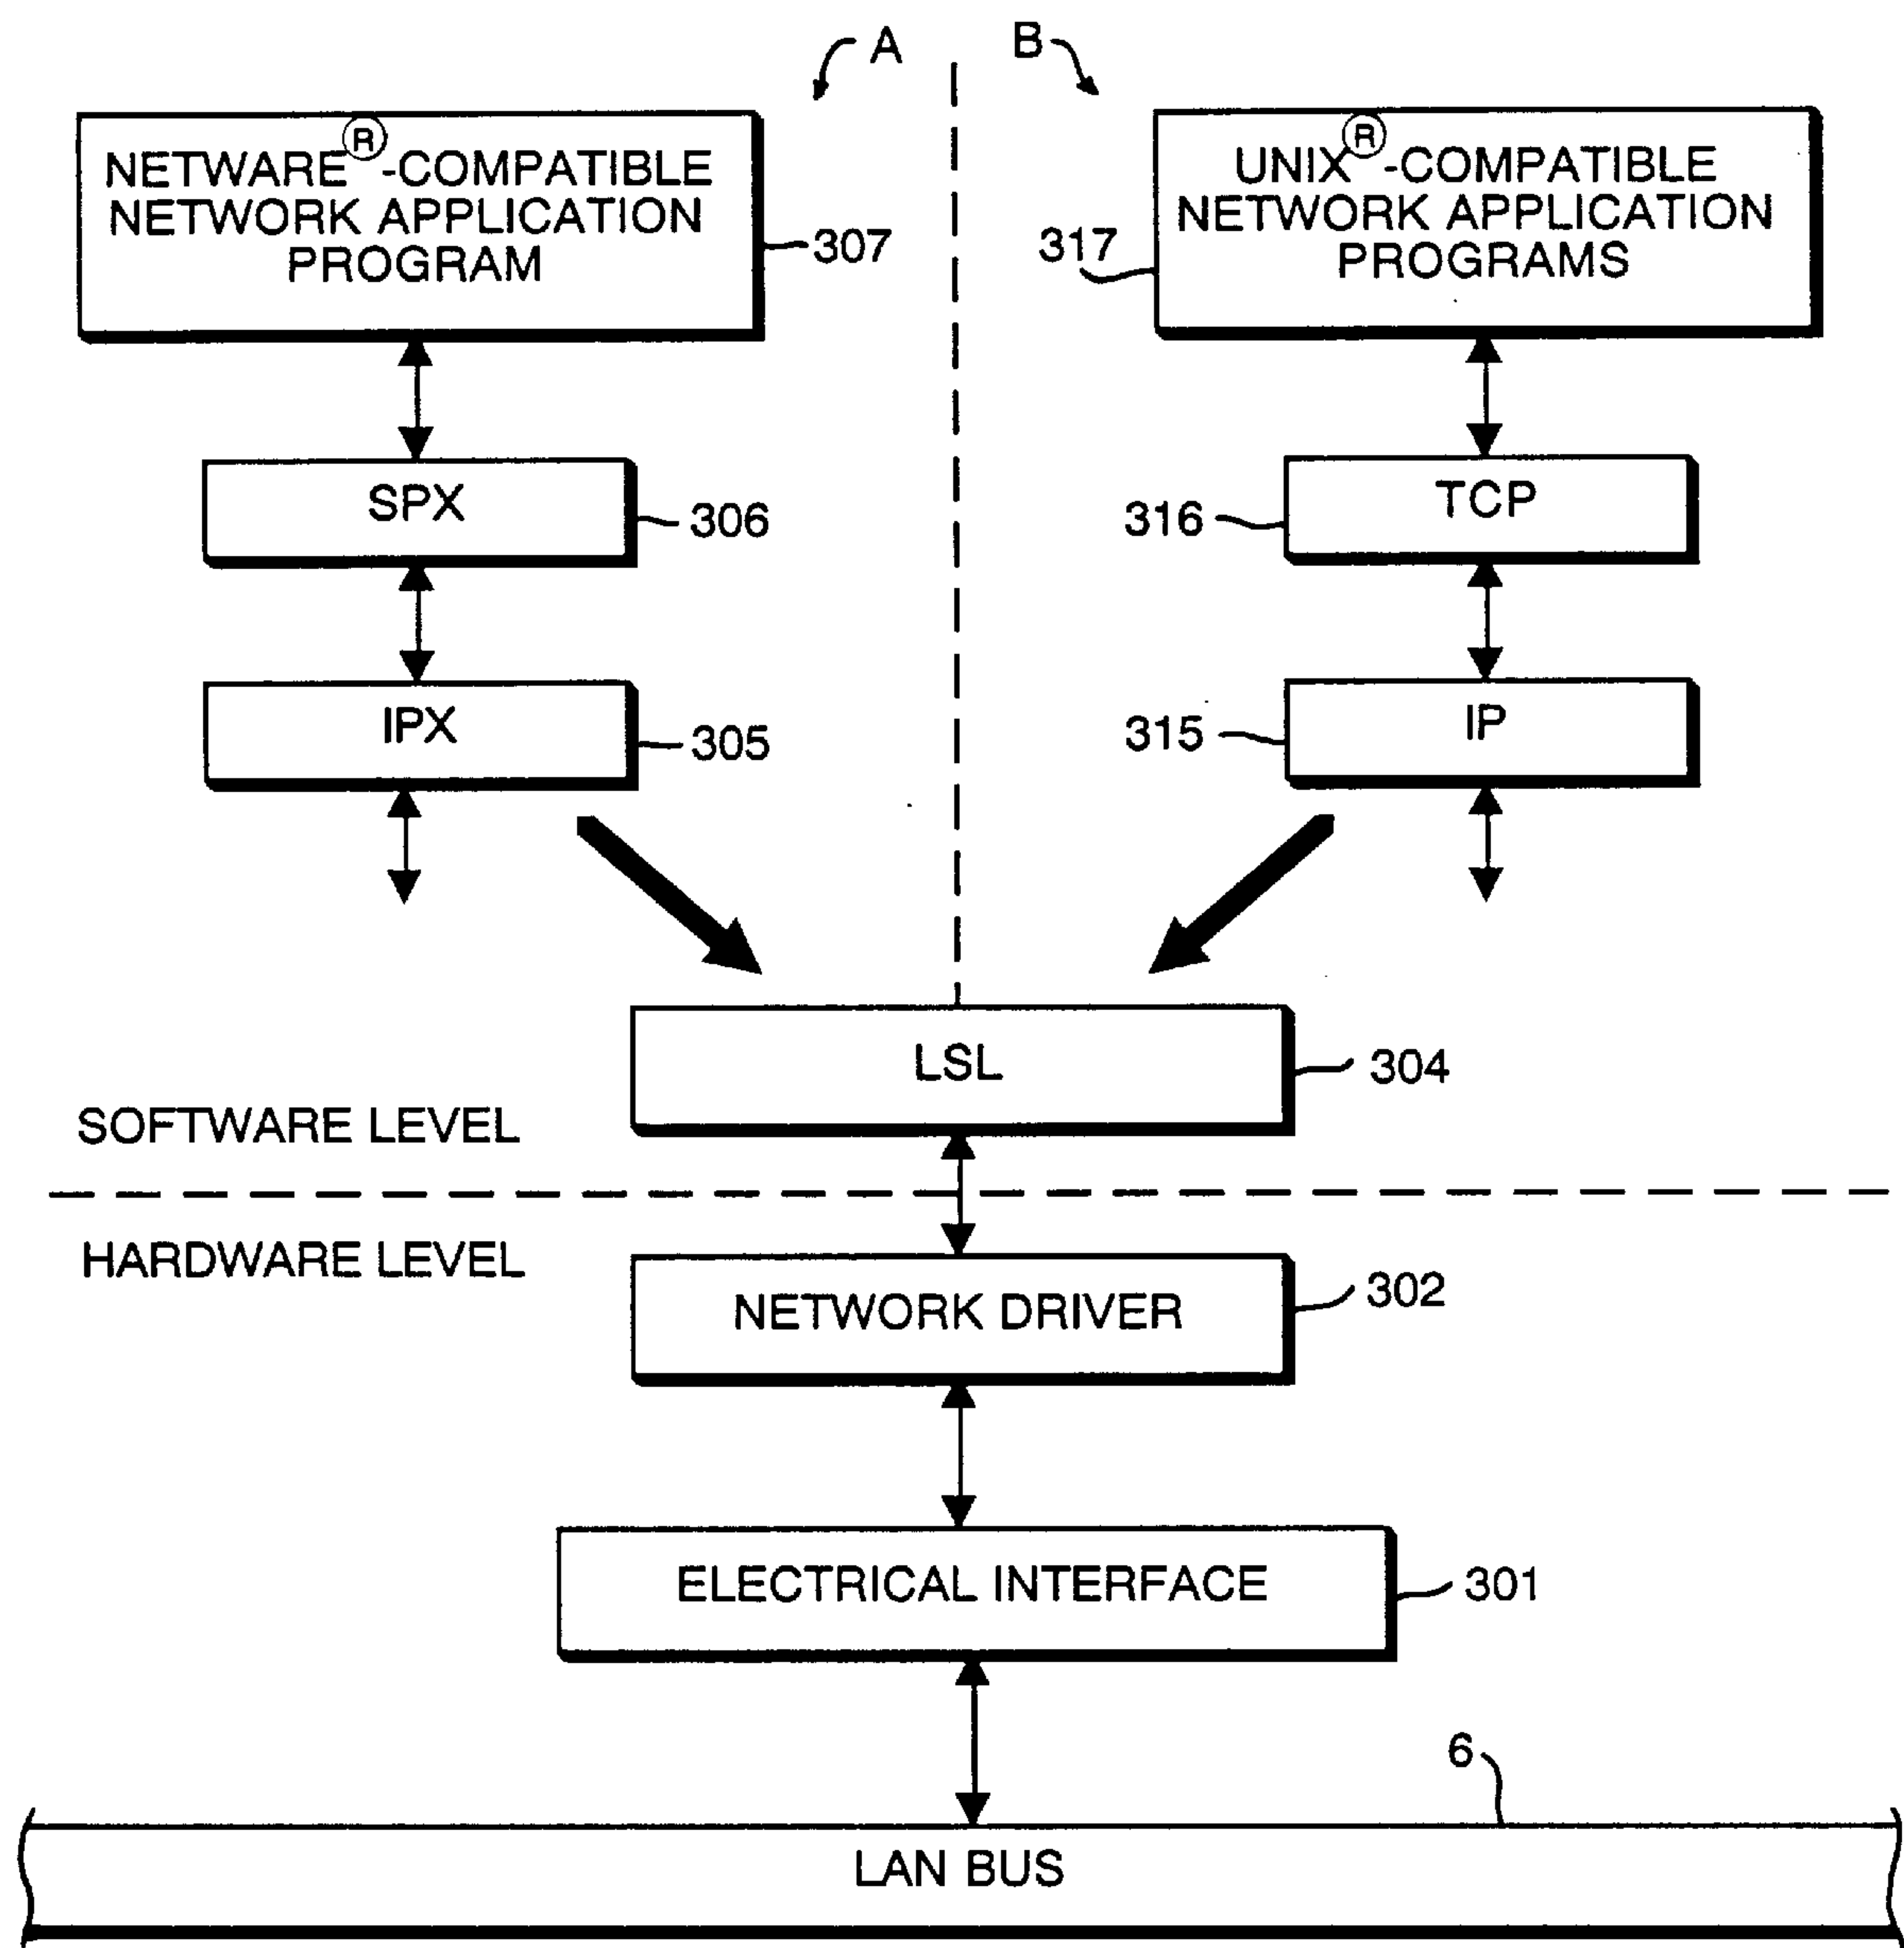 A
B
NETWARE®-COMPATIBLE
NETWORK APPLICATION
PROGRAM
307
UNIX®-COMPATIBLE
NETWORK APPLICATION
PROGRAMS
317
SPX
306
TCP
316
IPX
305
IP
315
LSL
304
SOFTWARE LEVEL
HARDWARE LEVEL
NETWORK DRIVER
302
ELECTRICAL INTERFACE
301
6
LAN BUS